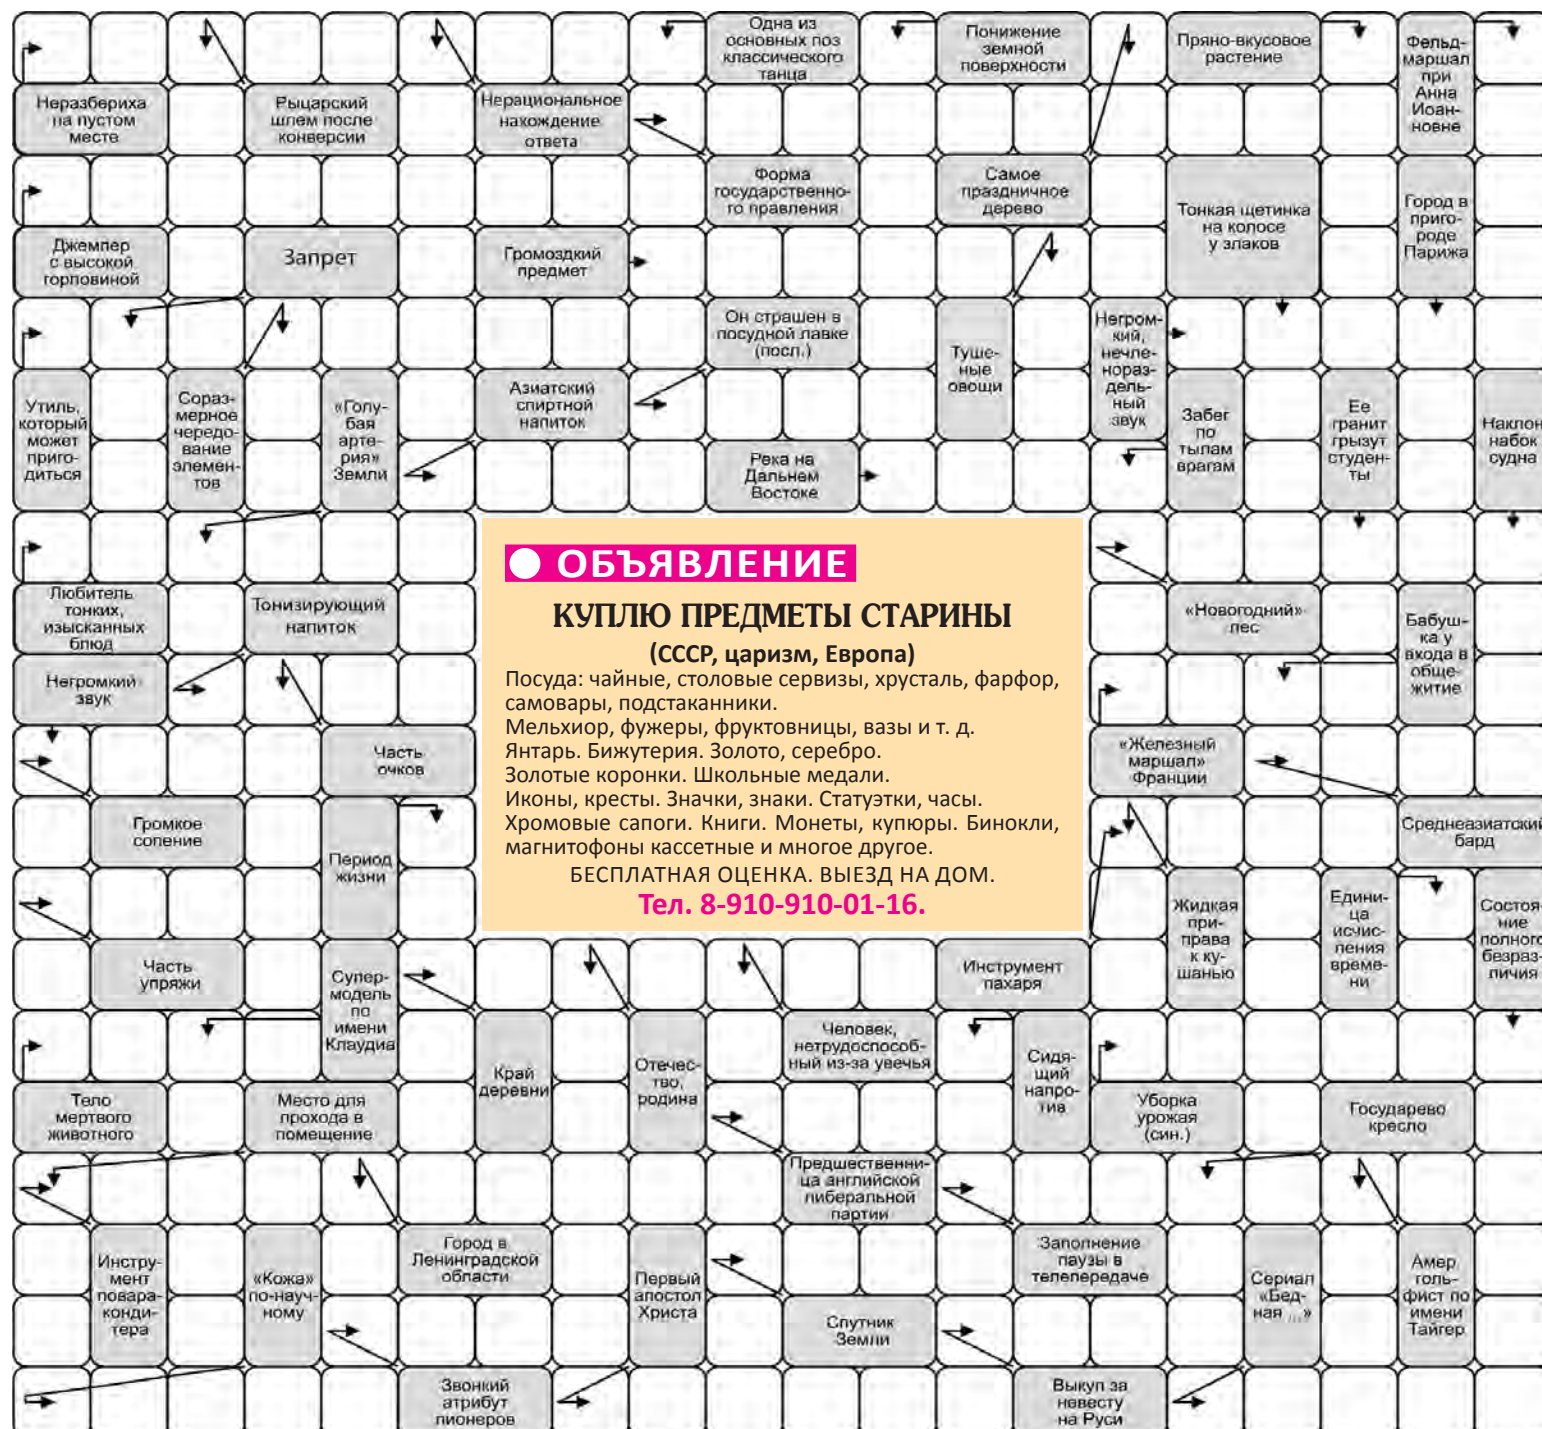 Одна из
основных поз
классического
танца
Понижение
земной
поверхности
Пряно-вкусовое
растение
Фельд-
маршал
при
Анна
Иоан-
новне
Неразбериха
на пустом
месте
Рыцарский
шлем после
конверсии
Нерациональное
нахождение
ответа
Форма
государственно-
го правления
Самое
праздничное
дерево
Тонкая щетинка
на колосе
у злаков
Город в
приго-
роде
Парижа
Джемпер
с высокой
горловиной
Запрет
Громоздкий
предмет
Он страшен в
посудной лавке
(посл.)
Туше-
ные
овощи
Негром-
кий,
нечле-
нораз-
дель-
ный
звук
Утиль,
который
может
приго-
диться
Сораз-
мерное
чередо-
вание
элемен-
тов
«Голу-
бая
арте-
рия»
Земли
Азиатский
спиртной
напиток
Забег
по
тылам
врагам
Ее
гранит
грызут
студен-
ты
Наклон
набок
судна
Река на
Дальнем
Востоке
ОБЪЯВЛЕНИЕ
КУПЛЮ ПРЕДМЕТЫ СТАРИНЫ
(СССР, царизм, Европа)
Посуда: чайные, столовые сервизы, хрусталь, фарфор,
самовары, подстаканники.
Мельхиор, фужеры, фруктовницы, вазы и т. д.
Янтарь. Бижутерия. Золото, серебро.
Золотые коронки. Школьные медали.
Иконы, кресты. Значки, знаки. Статуэтки, часы.
Хромовые сапоги. Книги. Монеты, купюры. Бинокли,
магнитофоны кассетные и многое другое.
БЕСПЛАТНАЯ ОЦЕНКА. ВЫЕЗД НА ДОМ.
Тел. 8-910-910-01-16.
Любитель
тонких,
изысканных
блюд
Тонизирующий
напиток
«Новогодний»
лес
Бабуш-
ка у
входа в
обще-
житие
Негромкий
звук
Часть
очков
«Железный
маршал»
Франции
Громкое
сопение
Период
жизни
Среднеазиатский
бард
Жидкая
при-
права
к ку-
шанью
Едини-
ца
исчис-
ления
време-
ни
Состоя-
ние
полного
безраз-
личия
Часть
упряжи
Супер-
модель
по
имени
Клаудиа
Инструмент
пахаря
Край
деревни
Отечес-
тво,
родина
Человек,
нетрудоспособ-
ный из-за увечья
Сидя-
щий
напро-
тив
Тело
мертвого
животного
Место для
прохода в
помещение
Уборка
урожая
(син.)
Государево
кресло
Предшественни-
ца английской
либеральной
партии
Инстру-
мент
повара-
конди-
тера
«Кожа»
по-науч-
ному
Город в
Ленинградской
области
Первый
апостол
Христа
Заполнение
паузы в
телепередаче
Сериал
«Бед-
ная ...»
Амер
голь-
фист по
имени
Тайгер
Спутник
Земли
Звонкий
атрибут
пионеров
Выкуп за
невесту
на Руси